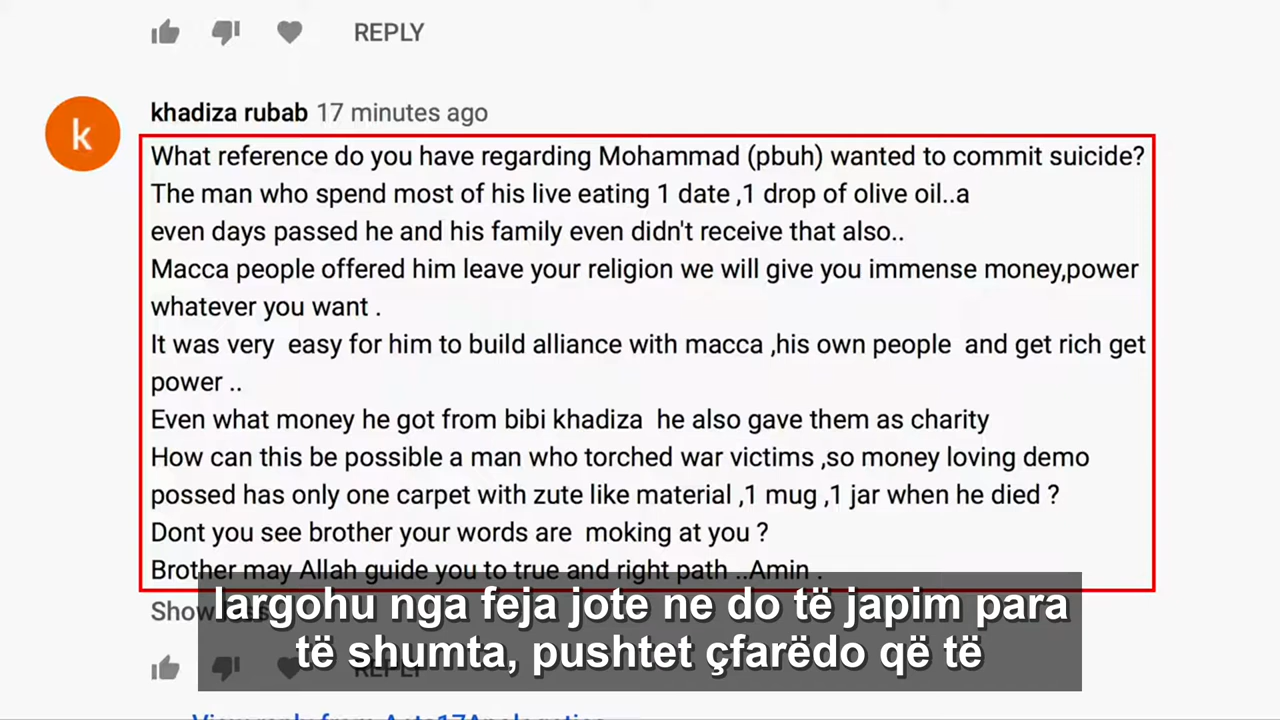 REPLY
k
khadiza rubab 17 minutes ago
What reference do you have regarding Mohammad (pbuh) wanted to commit suicide?
The man who spend most of his live eating 1 date ,1 drop of olive oil..a
even days passed he and his family even didn't receive that also..
Macca people offered him leave your religion we will give you immense money,power
whatever you want .
It was very easy for him to build alliance with macca ,his own people and get rich get
power ..
Even what money he got from bibi khadiza he also gave them as charity
How can this be possible a man who torched war victims ,so money loving demo
possed has only one carpet with zute like material ,1 mug ,1 jar when he died ?
Dont you see brother your words are moking at you ?
Brother may Allah guide you to true and right path ..Amin .
largohu nga feja jote ne do të japim para
të shumta, pushtet çfarëdo që të
REPLY
View reply from Acts17Apologetics